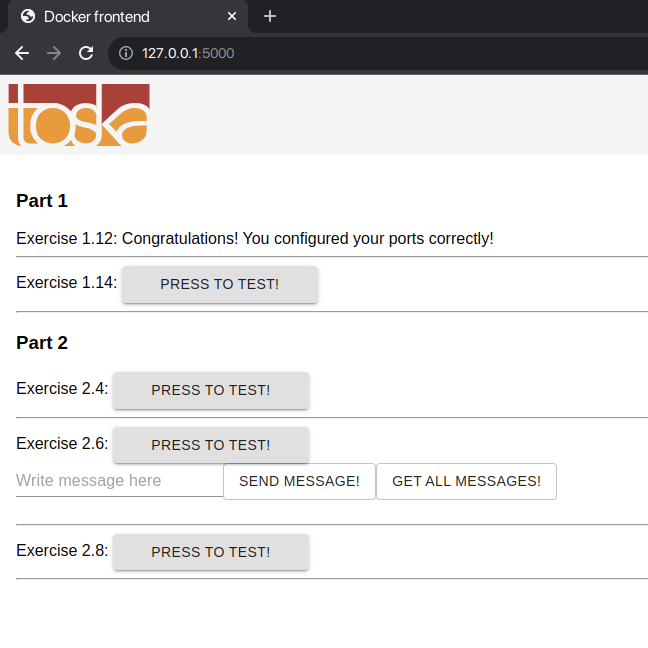 Docker frontend
127.0.0.1:5000
toska
Part 1
Exercise 1.12: Congratulations! You configured your ports correctly!
Exercise 1.14: PRESS TO TEST!
Part 2
Exercise 2.4: PRESS TO TEST!
Exercise 2.6: PRESS TO TEST!
Write message here SEND MESSAGE! GET ALL MESSAGES!
Exercise 2.8: PRESS TO TEST!